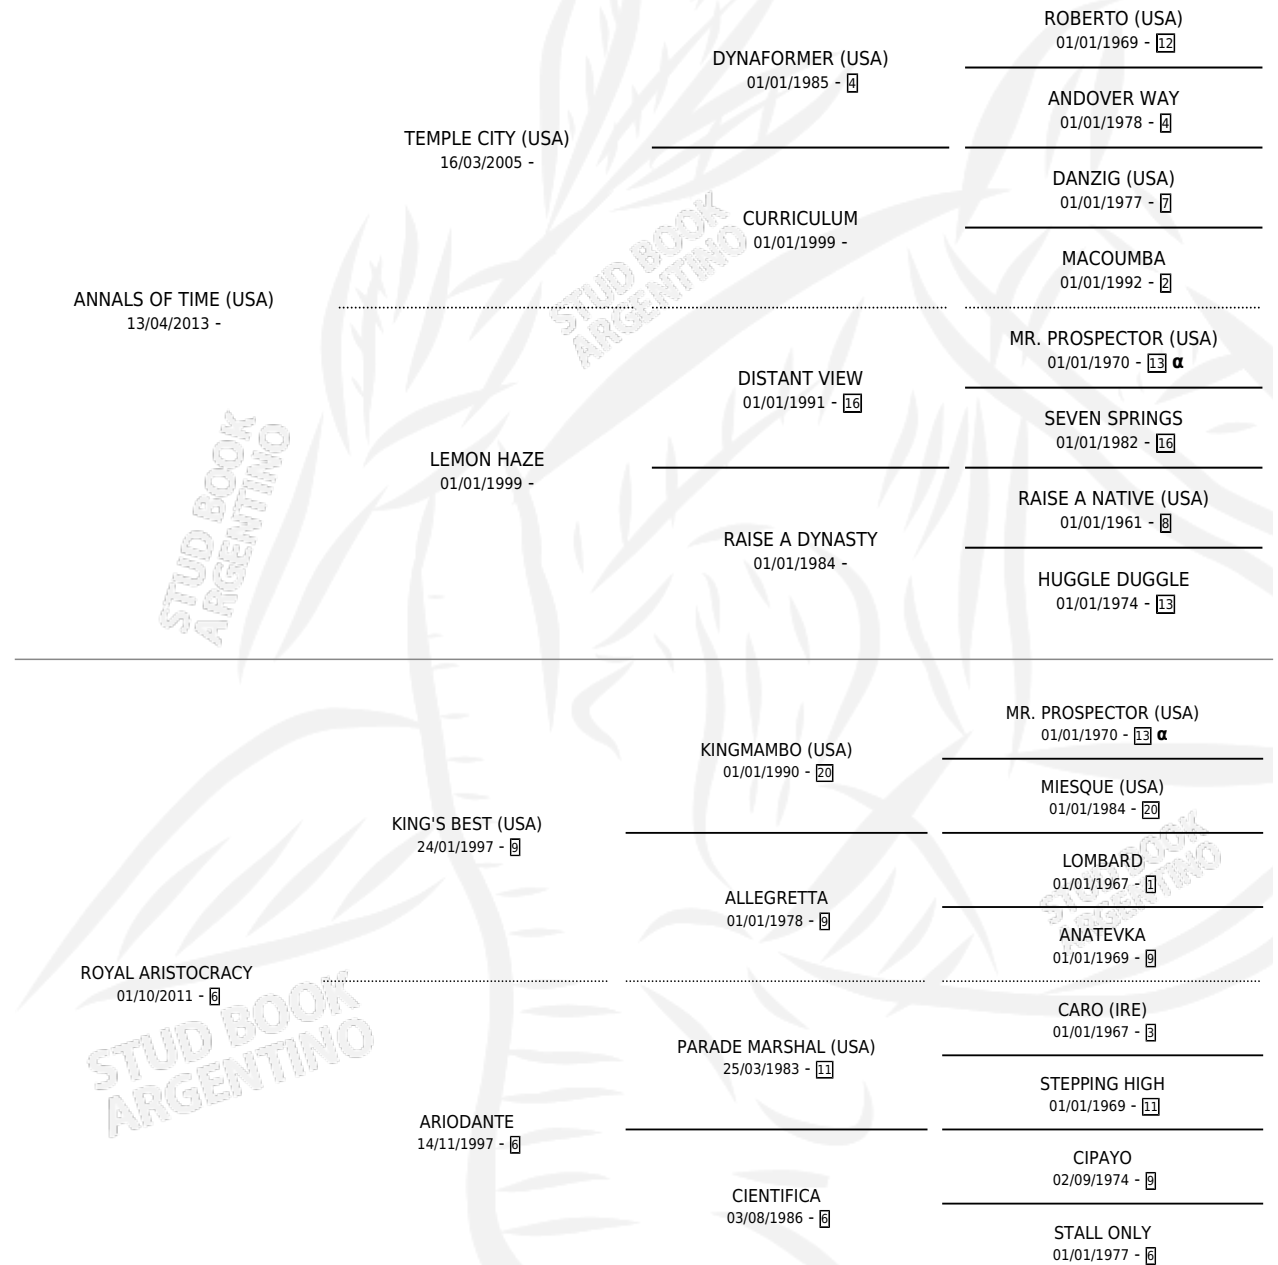 ROBERTO (USA)
01/01/1969 - 12
DYNAFORMER (USA)
01/01/1985 - 4
ANDOVER WAY
01/01/1978 - 4
TEMPLE CITY (USA)
16/03/2005 -
DANZIG (USA)
01/01/1977 - 7
CURRICULUM
01/01/1999 -
MACOUMBA
01/01/1992 - 2
ANNALS OF TIME (USA)
13/04/2013 -
MR. PROSPECTOR (USA)
01/01/1970 - 13 α
DISTANT VIEW
01/01/1991 - 16
SEVEN SPRINGS
01/01/1982 - 16
LEMON HAZE
01/01/1999 -
RAISE A NATIVE (USA)
01/01/1961 - 8
RAISE A DYNASTY
01/01/1984 -
HUGGLE DUGGLE
01/01/1974 - 13
MR. PROSPECTOR (USA)
01/01/1970 - 13 α
KINGMAMBO (USA)
01/01/1990 - 20
MIESQUE (USA)
01/01/1984 - 20
KING'S BEST (USA)
24/01/1997 - 9
LOMBARD
01/01/1967 - 1
ALLEGRETTA
01/01/1978 - 9
ANATEVKA
01/01/1969 - 9
ROYAL ARISTOCRACY
01/10/2011 - 6
CARO (IRE)
01/01/1967 - 3
PARADE MARSHAL (USA)
25/03/1983 - 11
STEPPING HIGH
01/01/1969 - 11
ARIODANTE
14/11/1997 - 6
CIPAYO
02/09/1974 - 9
CIENTIFICA
03/08/1986 - 6
STALL ONLY
01/01/1977 - 6
STUD BOOK
ARGENTINO
STUD BOOK
ARGENTINO
STUD BOOK
ARGENTINO
STUD BOOK
ARGENTINO